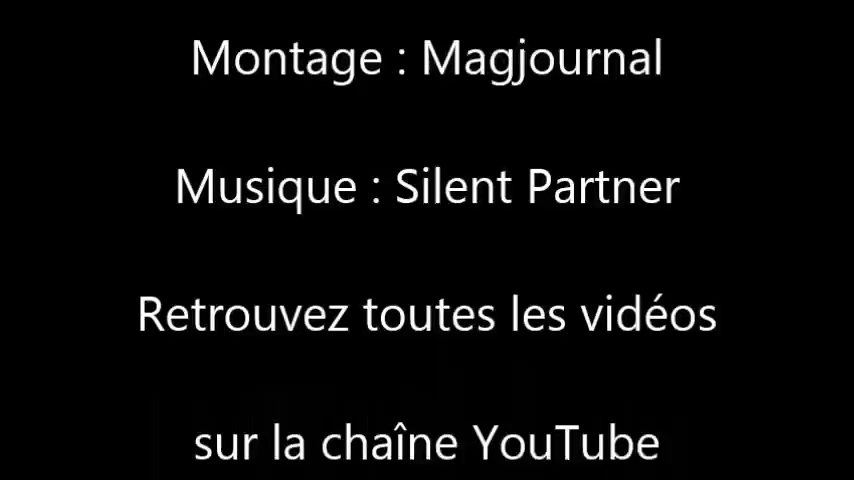 Montage : Magjournal
Musique : Silent Partner
Retrouvez toutes les vidéos
sur la chaîne YouTube